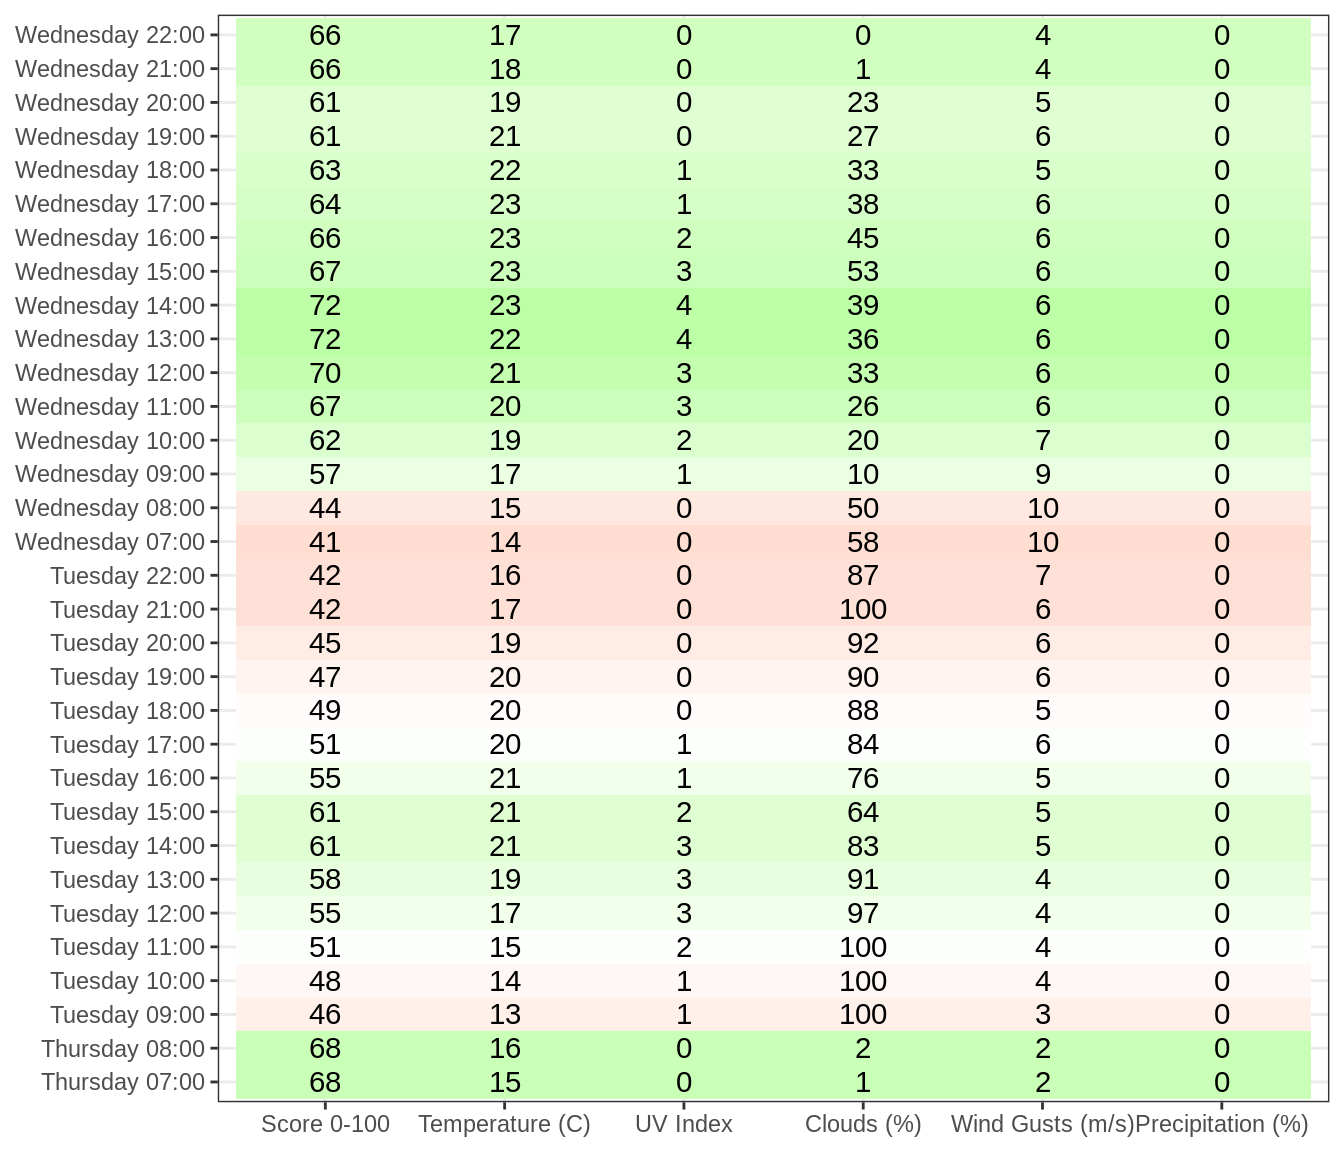 Wednesday 22:00 66 17 0 0 4 0
Wednesday 21:00 66 18 0 1 4 0
Wednesday 20:00 61 19 0 23 5 0
Wednesday 19:00 61 21 0 27 6 0
Wednesday 18:00 63 22 1 33 5 0
Wednesday 17:00 64 23 1 38 6 0
Wednesday 16:00 66 23 2 45 6 0
Wednesday 15:00 67 23 3 53 6 0
Wednesday 14:00 72 23 4 39 6 0
Wednesday 13:00 72 22 4 36 6 0
Wednesday 12:00 70 21 3 33 6 0
Wednesday 11:00 67 20 3 26 6 0
Wednesday 10:00 62 19 2 20 7 0
Wednesday 09:00 57 17 1 10 9 0
Wednesday 08:00 44 15 0 50 10 0
Wednesday 07:00 41 14 0 58 10 0
Tuesday 22:00 42 16 0 87 7 0
Tuesday 21:00 42 17 0 100 6 0
Tuesday 20:00 45 19 0 92 6 0
Tuesday 19:00 47 20 0 90 6 0
Tuesday 18:00 49 20 0 88 5 0
Tuesday 17:00 51 20 1 84 6 0
Tuesday 16:00 55 21 1 76 5 0
Tuesday 15:00 61 21 2 64 5 0
Tuesday 14:00 61 21 3 83 5 0
Tuesday 13:00 58 19 3 91 4 0
Tuesday 12:00 55 17 3 97 4 0
Tuesday 11:00 51 15 2 100 4 0
Tuesday 10:00 48 14 1 100 4 0
Tuesday 09:00 46 13 1 100 3 0
Thursday 08:00 68 16 0 2 2 0
Thursday 07:00 68 15 0 1 2 0
Score 0-100 Temperature (C) UV Index Clouds (%) Wind Gusts (m/s) Precipitation (%)